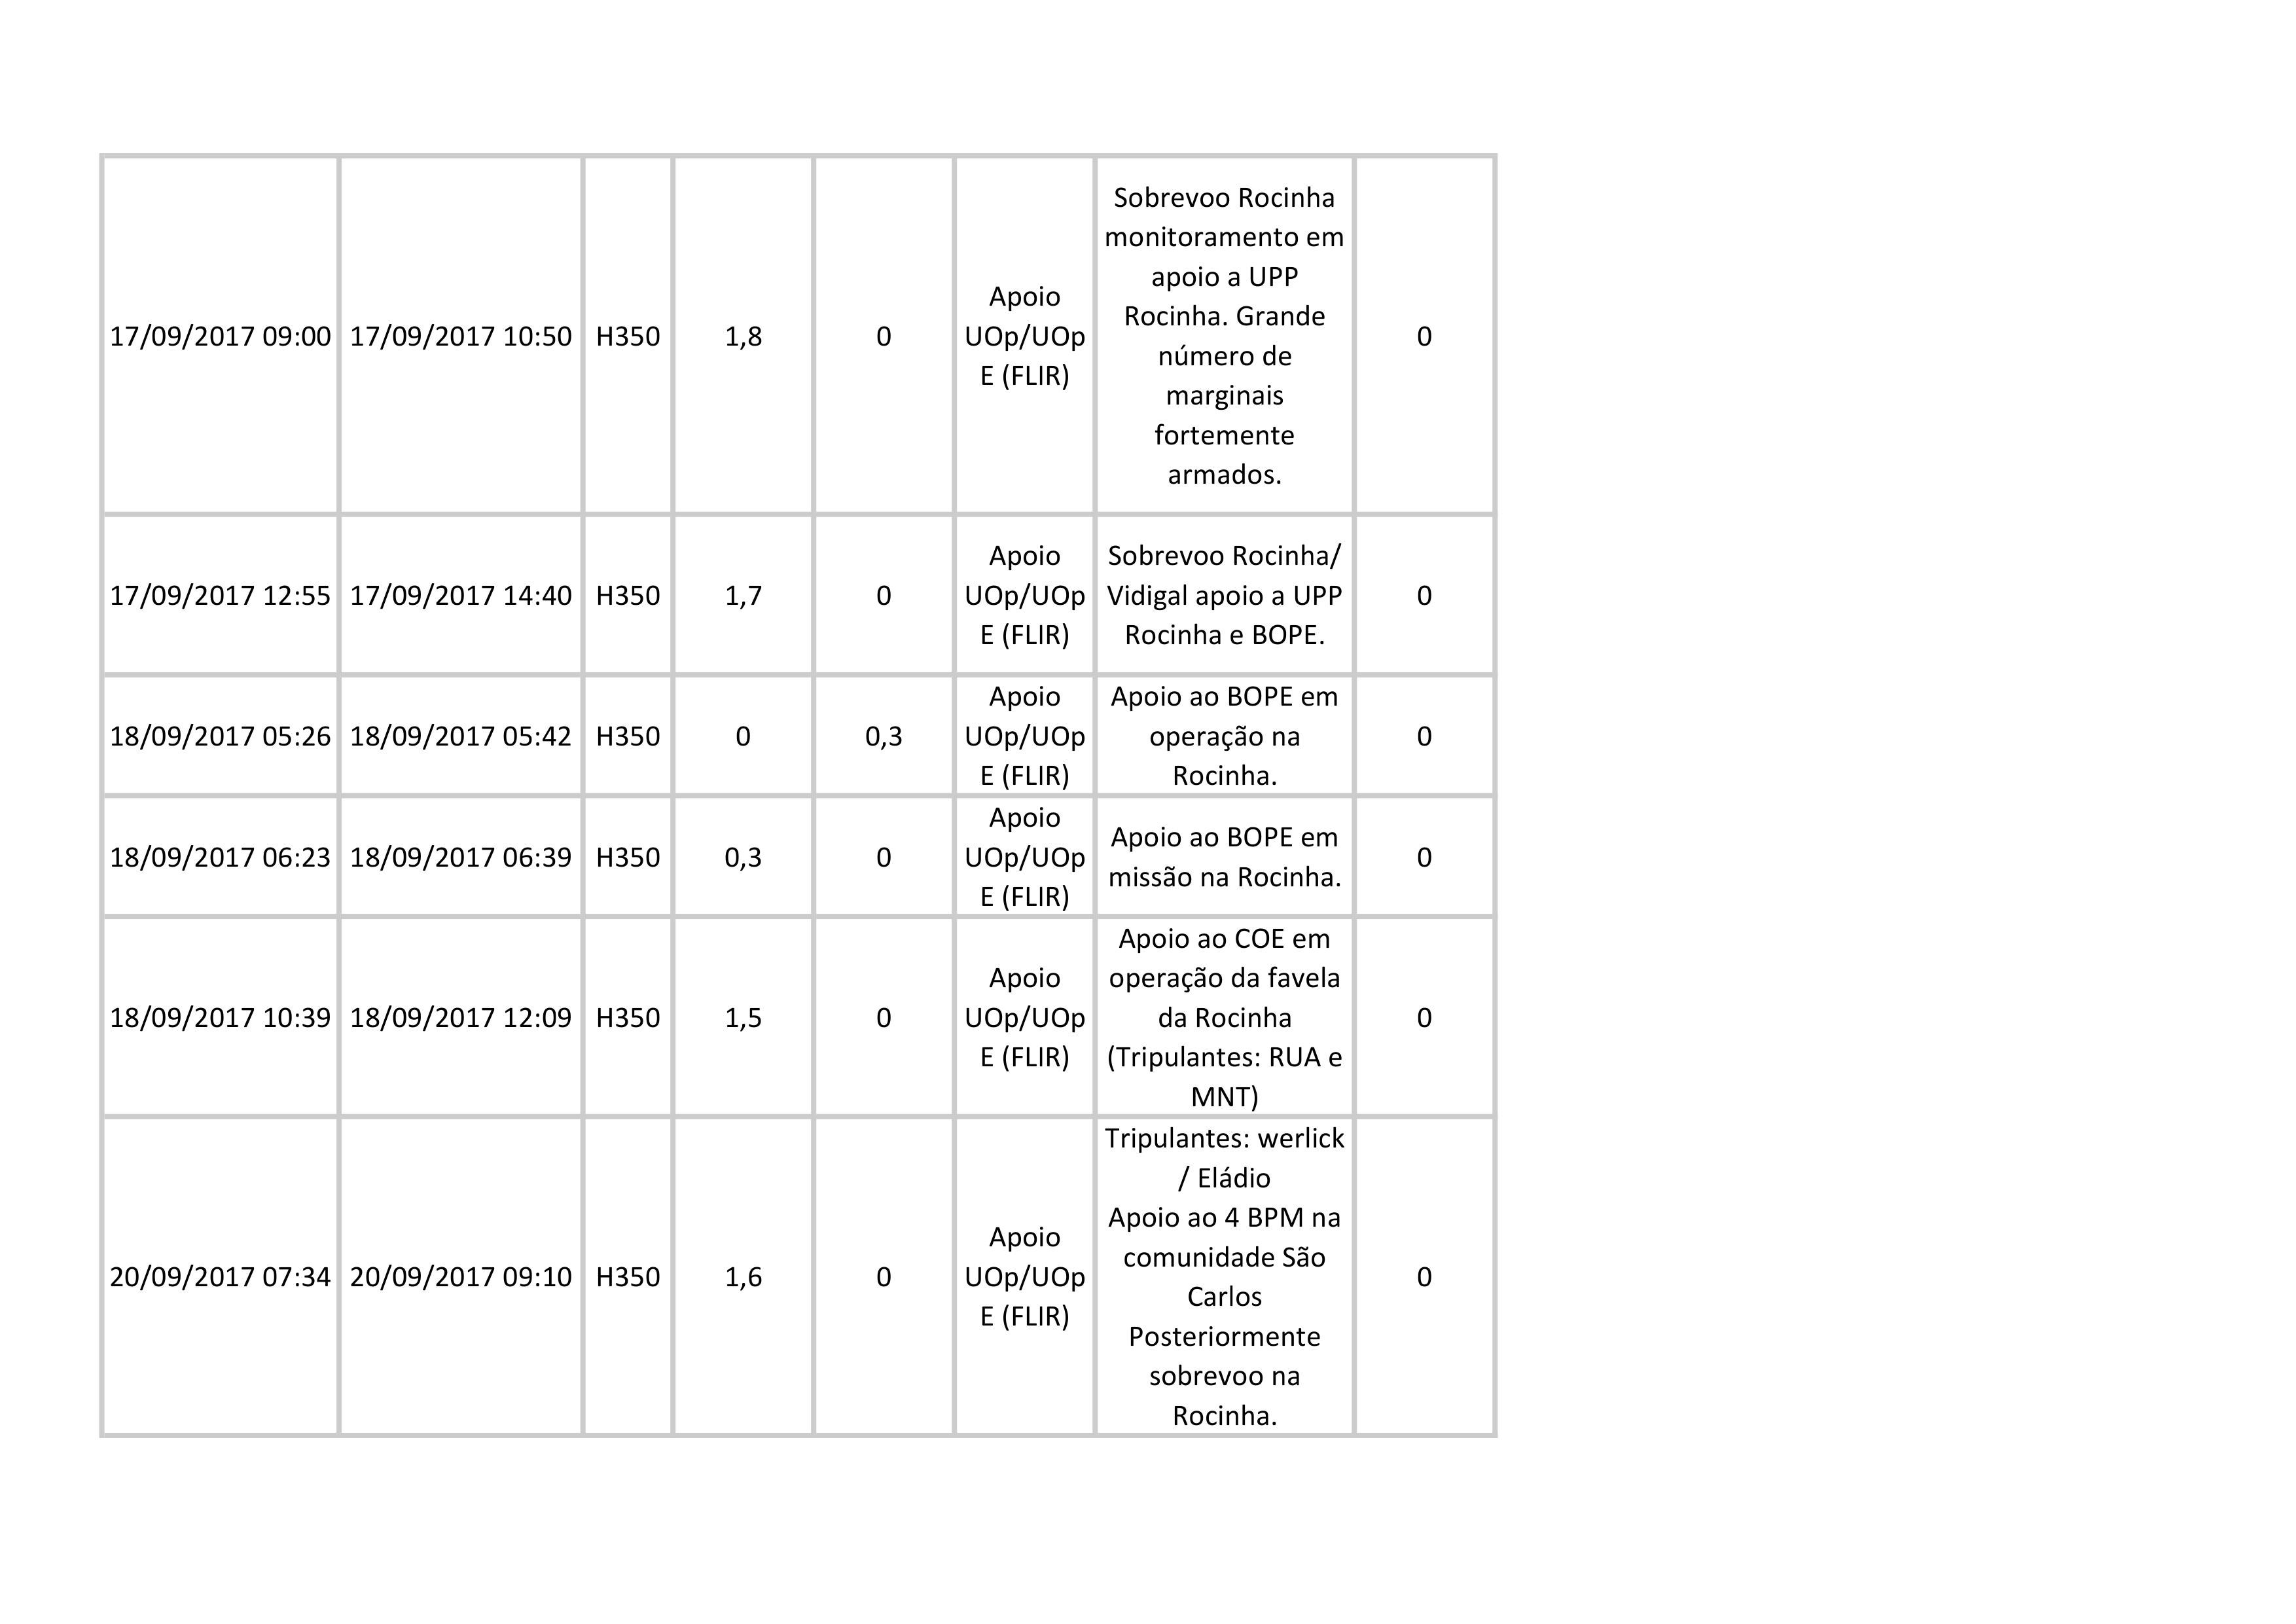 17/09/2017 09:00 17/09/2017 10:50 H350 1,8 0 Apoio
UOp/UOp
E (FLIR) Sobrevoo Rocinha
monitoramento em
apoio a UPP
Rocinha. Grande
número de
marginais
fortemente
armados. 0
17/09/2017 12:55 17/09/2017 14:40 H350 1,7 0 Apoio
UOp/UOp
E (FLIR) Sobrevoo Rocinha/
Vidigal apoio a UPP
Rocinha e BOPE. 0
18/09/2017 05:26 18/09/2017 05:42 H350 0 0,3 Apoio
UOp/UOp
E (FLIR) Apoio ao BOPE em
operação na
Rocinha. 0
18/09/2017 06:23 18/09/2017 06:39 H350 0,3 0 Apoio
UOp/UOp
E (FLIR) Apoio ao BOPE em
missão na Rocinha. 0
18/09/2017 10:39 18/09/2017 12:09 H350 1,5 0 Apoio
UOp/UOp
E (FLIR) Apoio ao COE em
operação da favela
da Rocinha
(Tripulantes: RUA e
MNT) 0
20/09/2017 07:34 20/09/2017 09:10 H350 1,6 0 Apoio
UOp/UOp
E (FLIR) Tripulantes: werlick
/ Eládio
Apoio ao 4 BPM na
comunidade São
Carlos
Posteriormente
sobrevoo na
Rocinha. 0